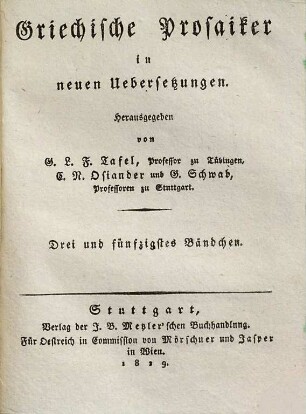 Griechische Prosaiker
in
neuen Uebersetzungen.
Herausgegeben
von
G. L. F. Tafel, Professor zu Tübingen,
C. N. Osiander und G. Schwab,
Professoren zu Stuttgart.
Drei und fünfzigstes Bändchen.
Stuttgart,
Verlag der J. B. Metzler'schen Buchhandlung.
Für Oestreich in Commission von Mörschner und Jasper
in Wien.
1829.